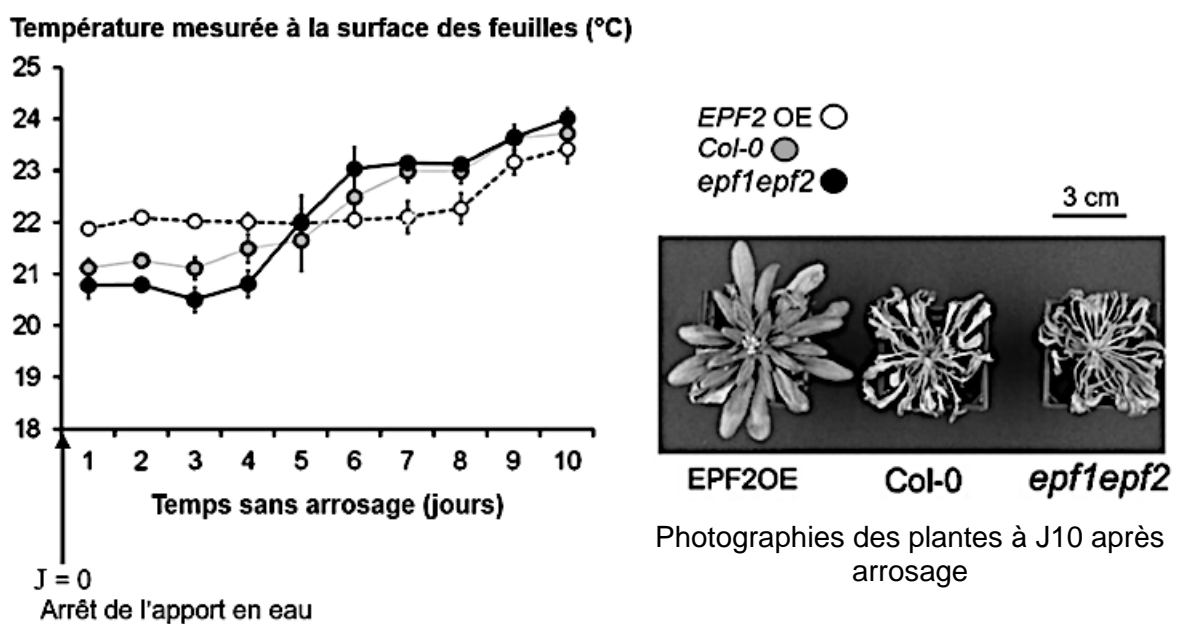 Température mesurée à la surface des feuilles (°C)
25
24
23
22
21
20
19
18
1 2 3 4 5 6 7 8 9 10
Temps sans arrosage (jours)
J = 0
Arrêt de l'apport en eau
EPF2 OE
Col-0
epf1epf2
3 cm
EPF2OE Col-0 epf1epf2
Photographies des plantes à J10 après
arrosage